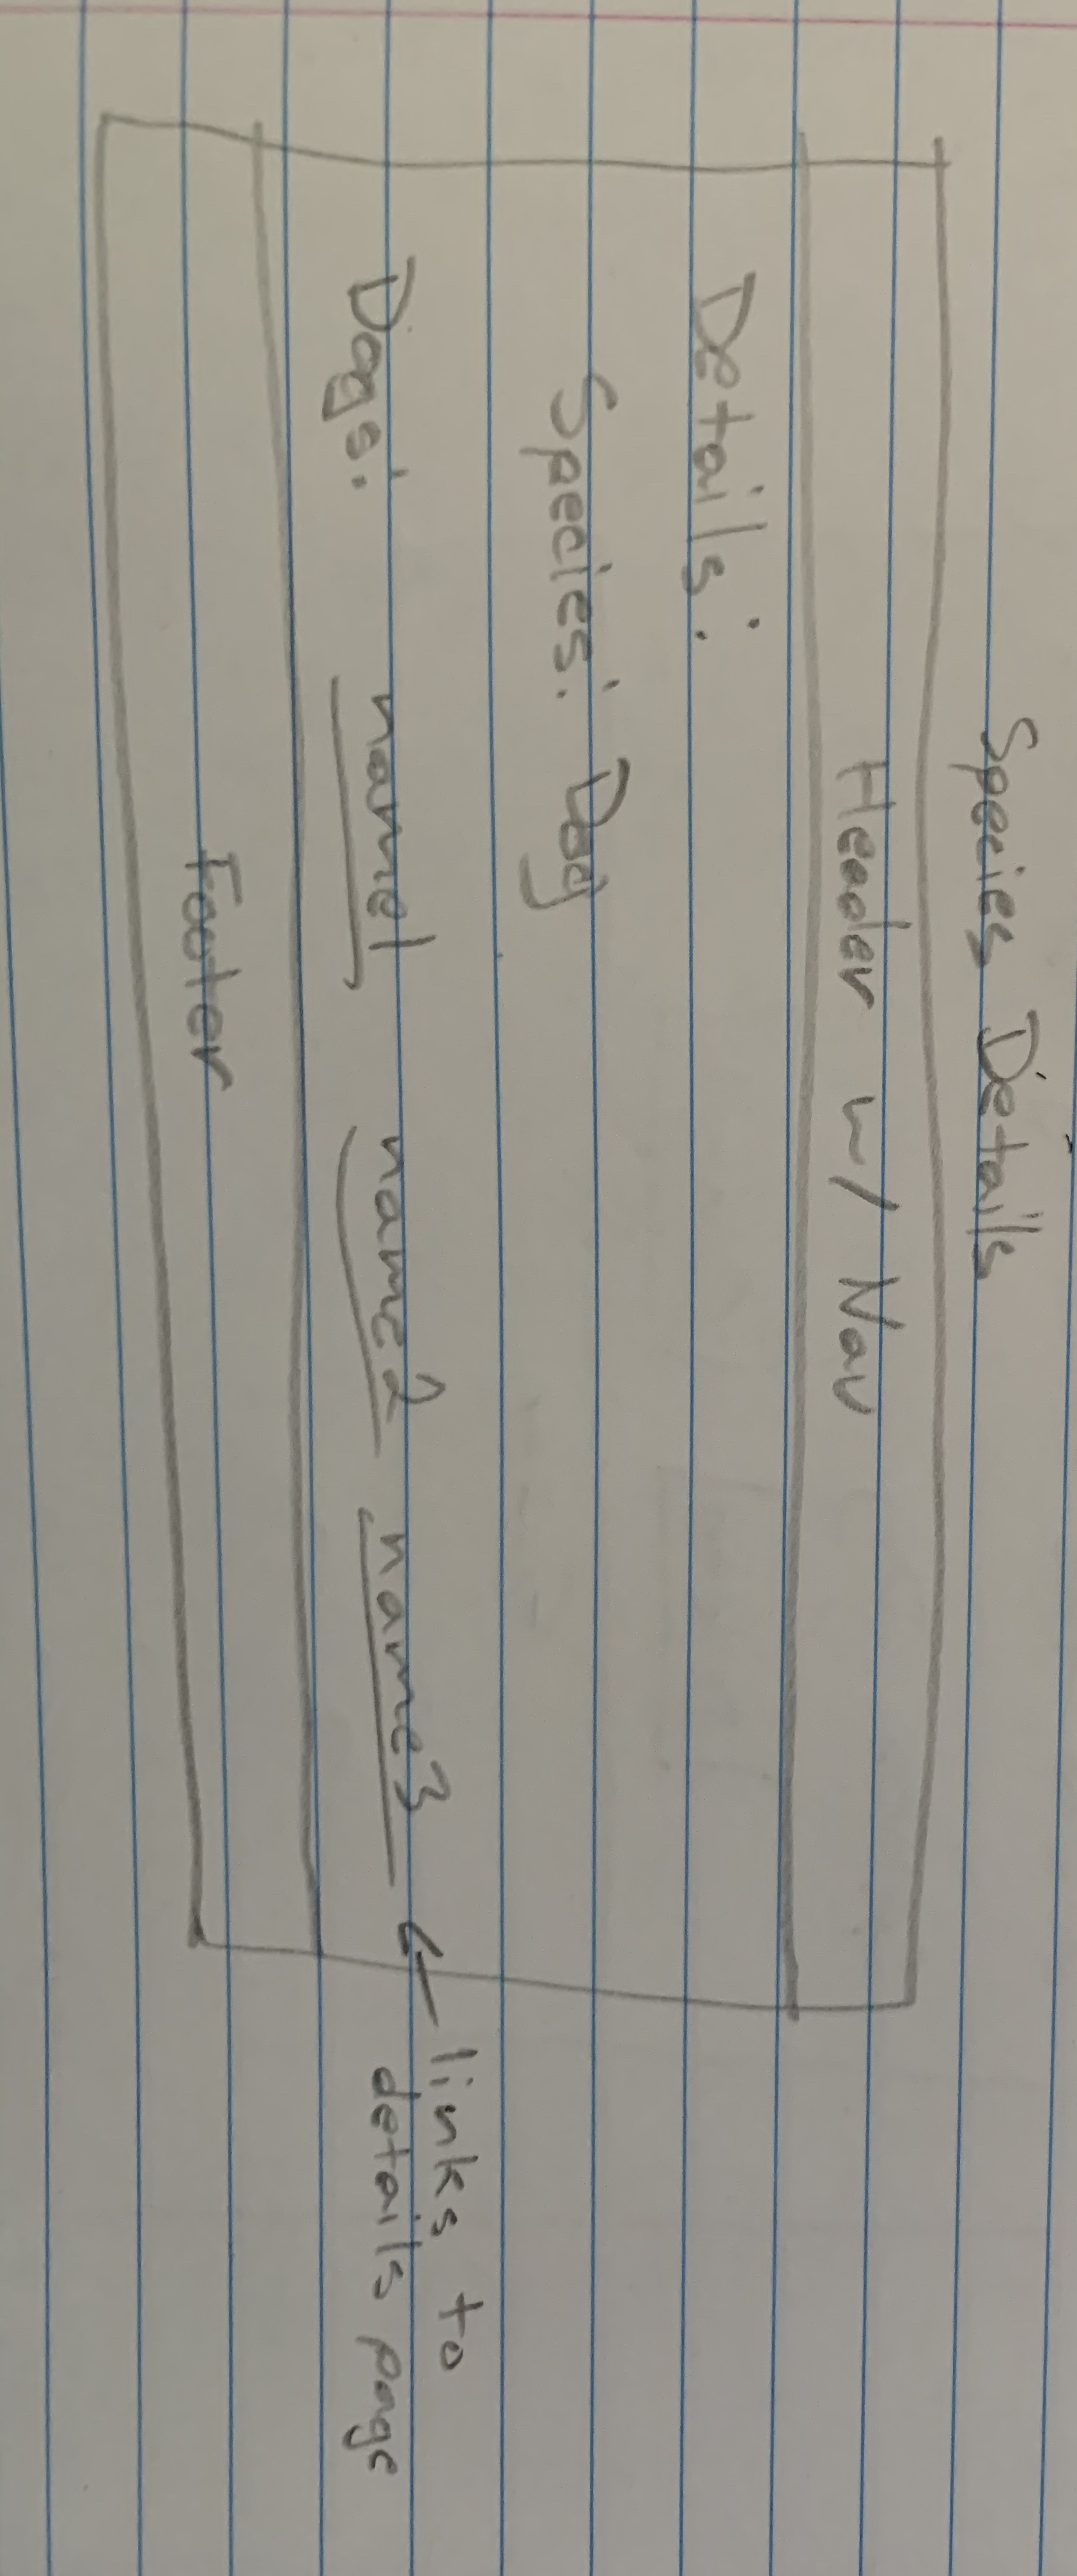 Species Details
Header w/ Nav
Details:
Species: Dog
Dogs: name1 name2 name3 ← links to
details page
Footer